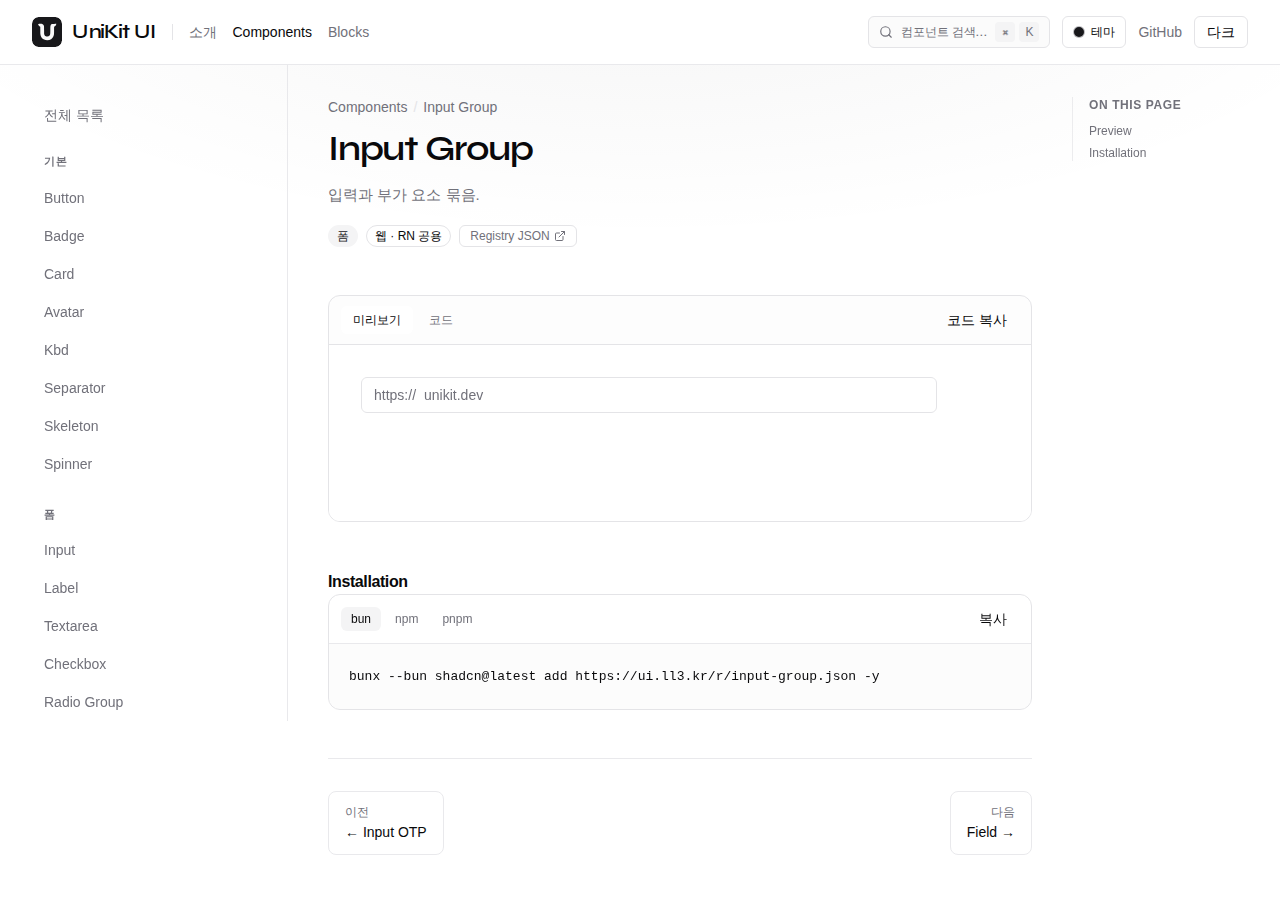 UniKit UI 소개 Components Blocks 컴포넌트 검색… ⌘ K 테마 GitHub 다크
전체 목록
기본
Button
Badge
Card
Avatar
Kbd
Separator
Skeleton
Spinner
폼
Input
Label
Textarea
Checkbox
Radio Group
Components / Input Group
Input Group
입력과 부가 요소 묶음.
폼 웹 · RN 공용 Registry JSON
미리보기 코드 코드 복사
https:// unikit.dev
Installation
bun npm pnpm 복사
bunx --bun shadcn@latest add https://ui.ll3.kr/r/input-group.json -y
이전
← Input OTP
다음
Field →
ON THIS PAGE
Preview
Installation